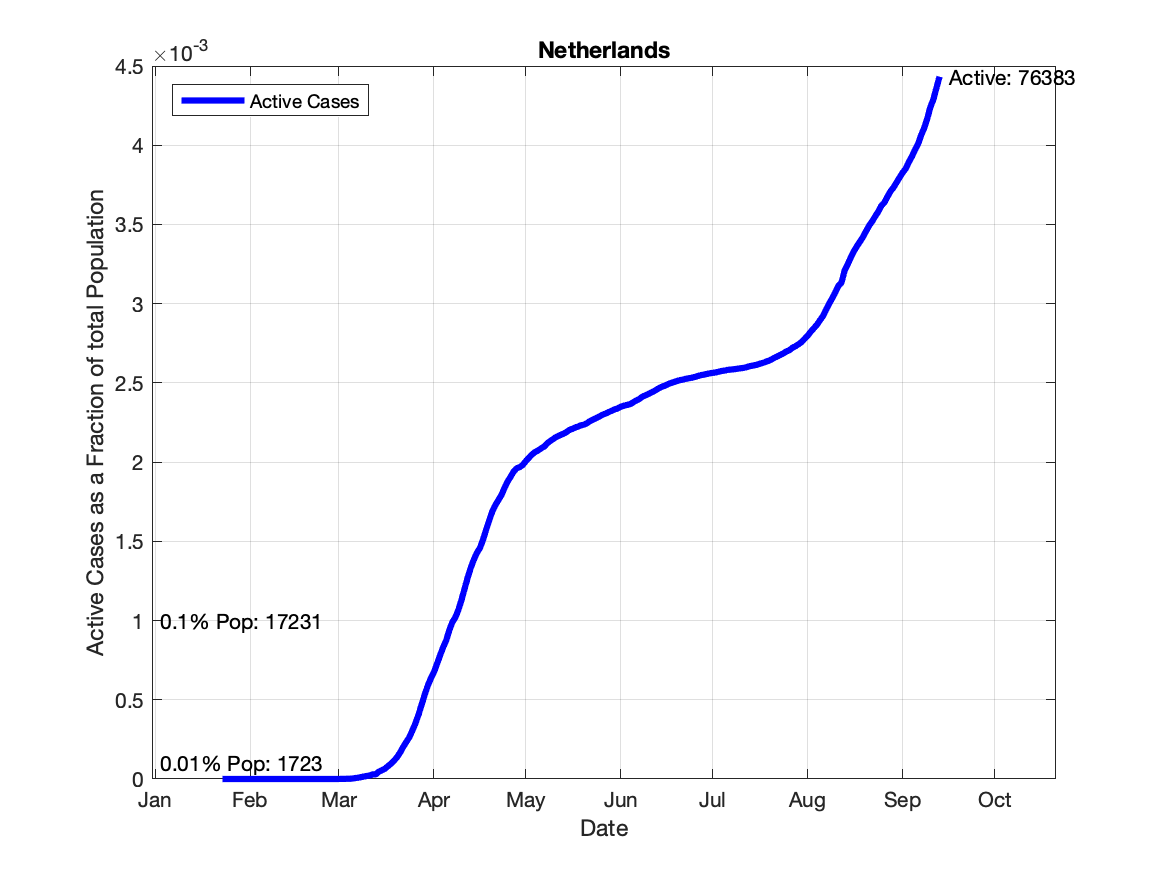 Netherlands
×10-3
4.5
4
3.5
3
2.5
2
1.5
1
0.5
0
Active Cases as a Fraction of total Population
Active Cases
Active: 76383
0.1% Pop: 17231
0.01% Pop: 1723
Jan Feb Mar Apr May Jun Jul Aug Sep Oct
Date